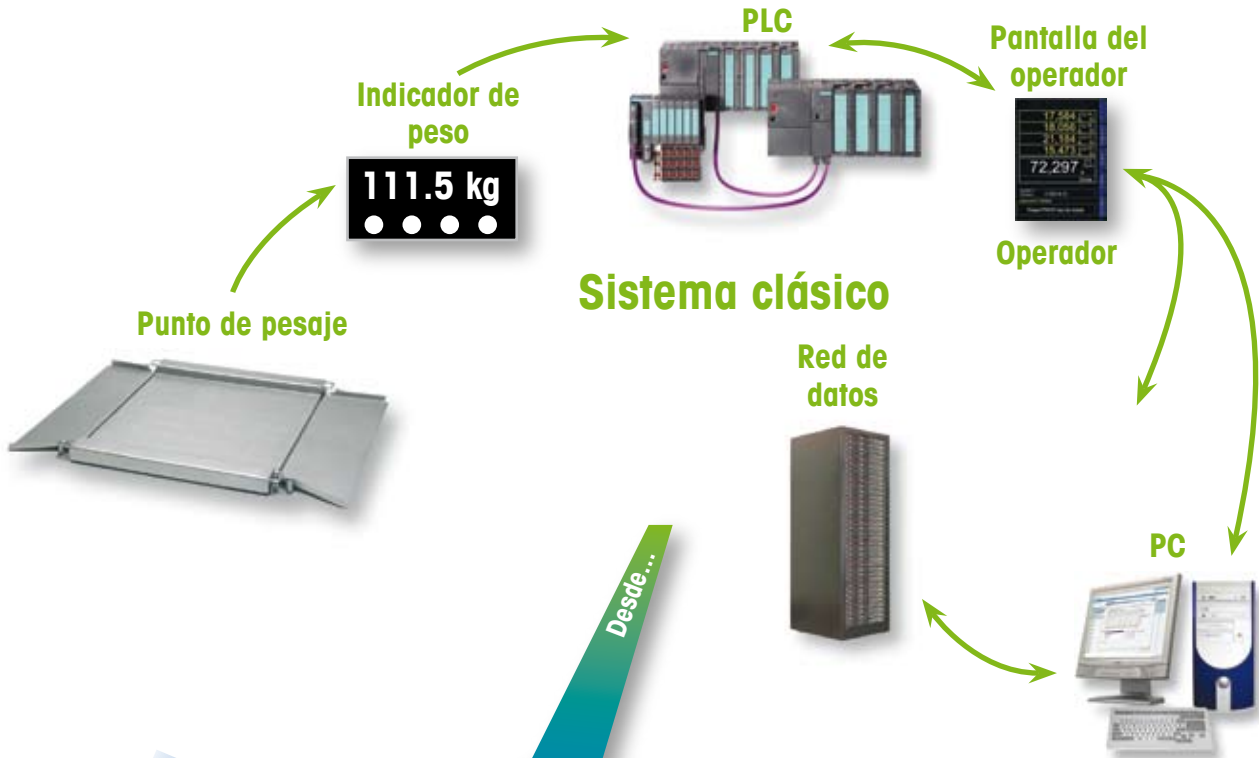 PLC
Pantalla del
operador
Indicador de
peso
111.5 kg
72,297
Operador
Sistema clásico
Punto de pesaje
Red de
datos
Desde...
PC